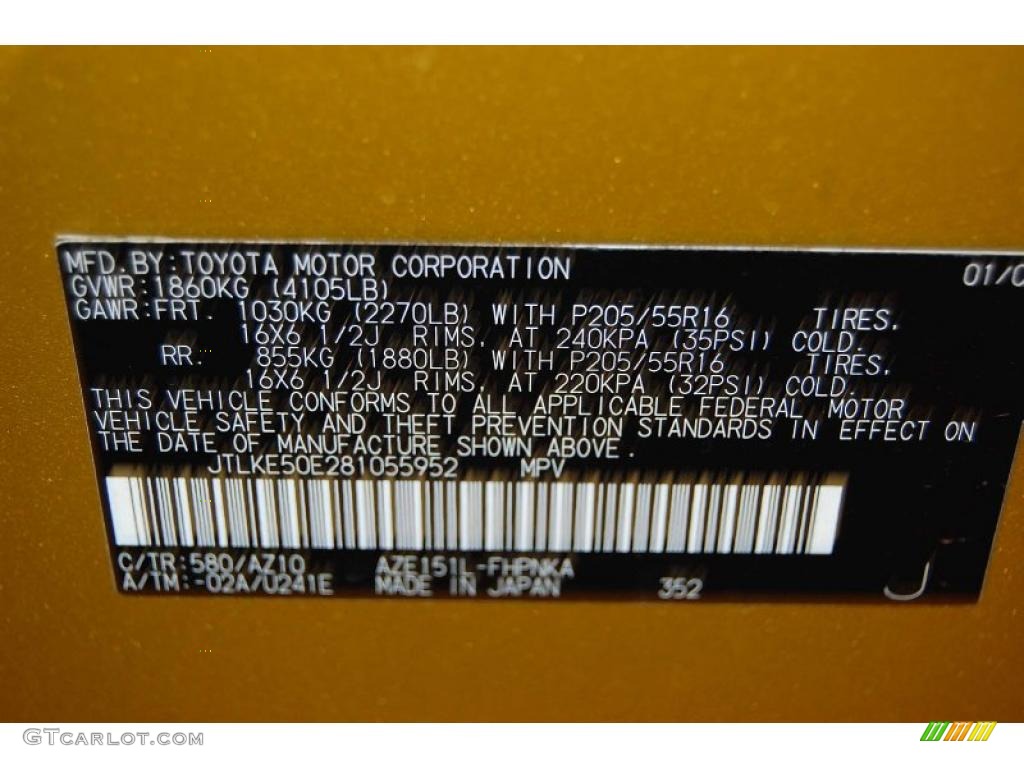 MFD.BY:TOYOTA MOTOR CORPORATION 01/0
GVWR:1860KG (4105LB)
GAWR:FRT. 1030KG (2270LB) WITH P205/55R16 TIRES.
16X6 1/2J RIMS, AT 240KPA (35PSI) COLD.
RR. 855KG (1880LB) WITH P205/55R16 TIRES.
16X6 1/2J RIMS, AT 220KPA (32PSI) COLD.
THIS VEHICLE CONFORMS TO ALL APPLICABLE FEDERAL MOTOR
VEHICLE SAFETY AND THEFT PREVENTION STANDARDS IN EFFECT ON
THE DATE OF MANUFACTURE SHOWN ABOVE.
JTLKE50E281055952 MPV
C/TR:580/AZ10 AZE151L-FHPNKA
A/TM:-02A/U241E MADE IN JAPAN 352 J
GTCarLot.com